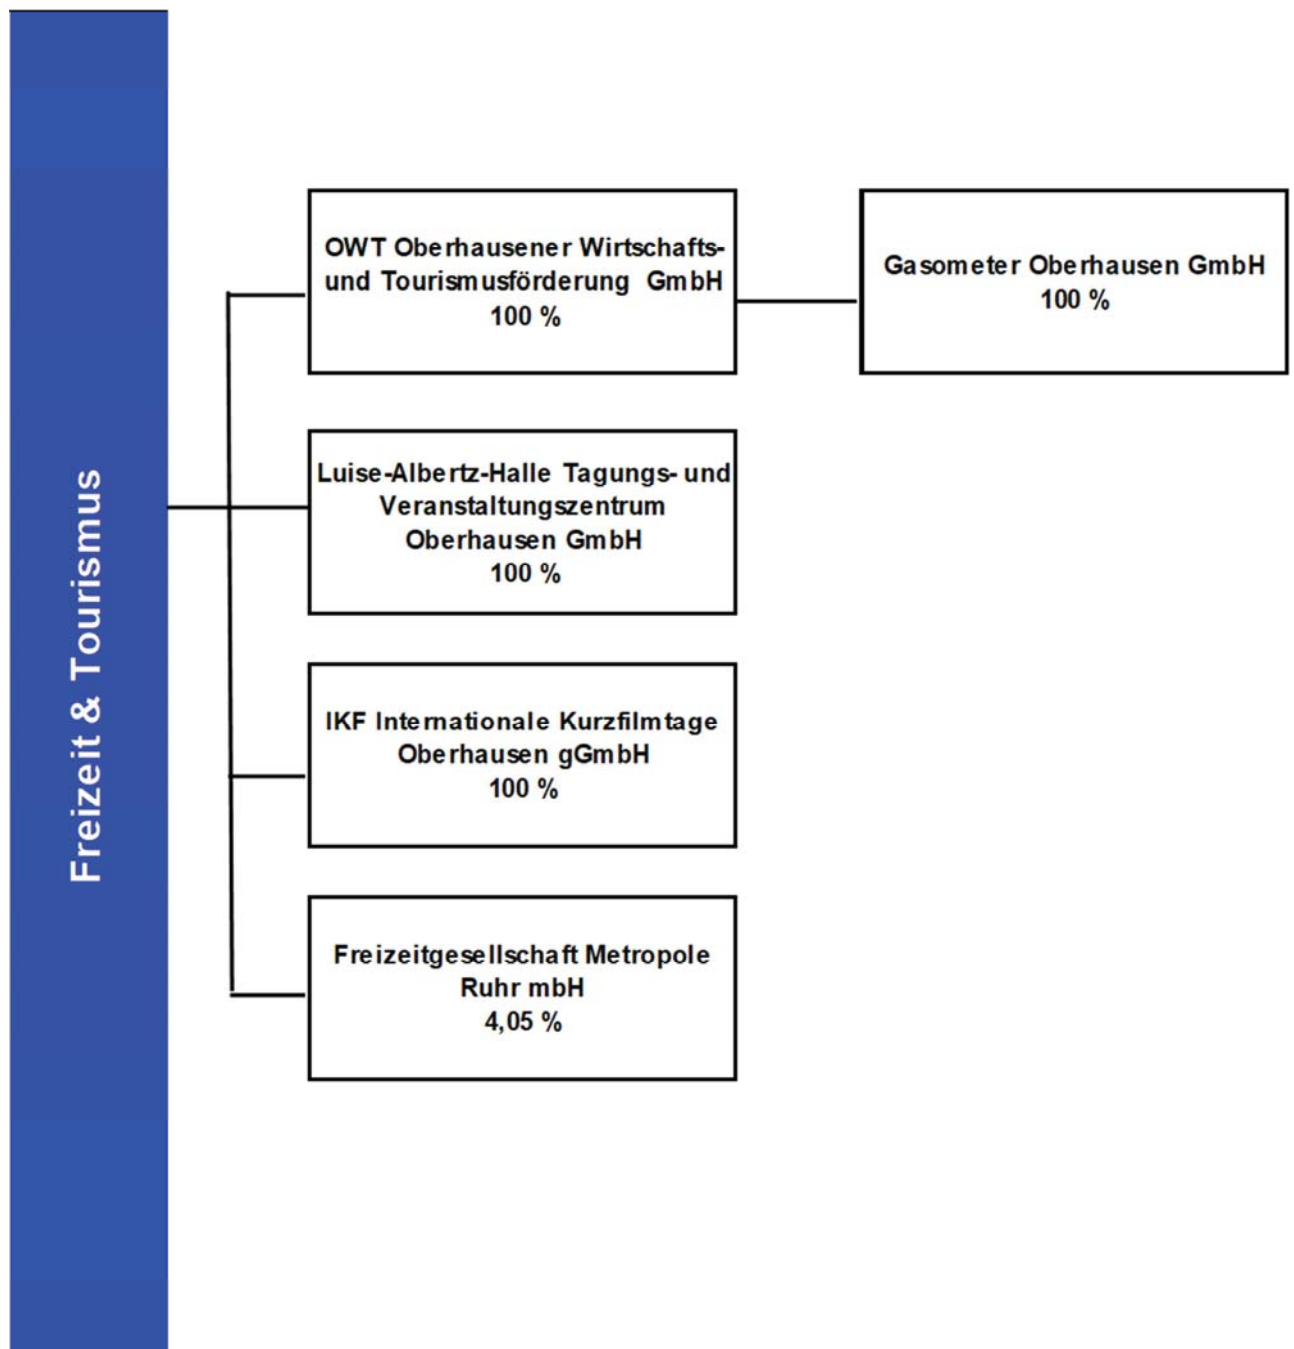 Freizeit & Tourismus
OWT Oberhausener Wirtschafts-
und Tourismusförderung GmbH
100 %
Gasometer Oberhausen GmbH
100 %
Luise-Albertz-Halle Tagungs- und
Veranstaltungszentrum
Oberhausen GmbH
100 %
IKF Internationale Kurzfilmtage
Oberhausen gGmbH
100 %
Freizeitgesellschaft Metropole
Ruhr mbH
4,05 %